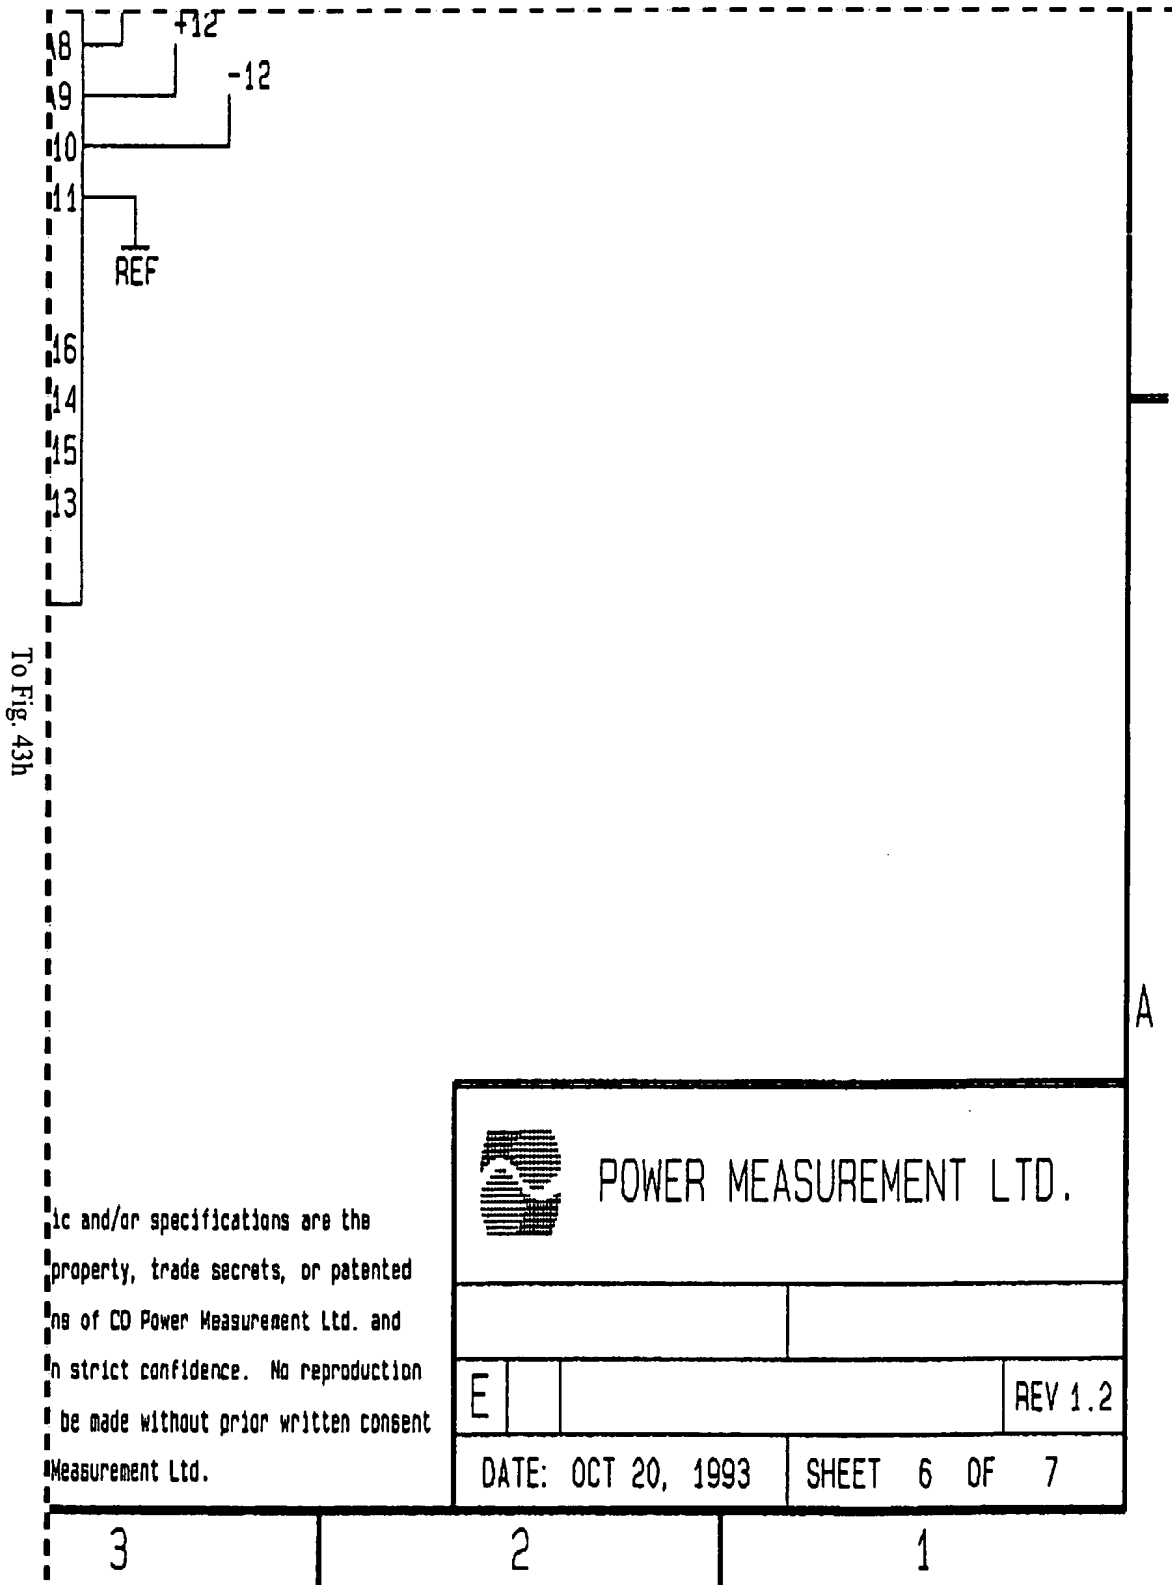 +12
A8
-12
A9
10
11
REF
16
14
15
13
To Fig. 43h
A
POWER MEASUREMENT LTD.
ic and/or specifications are the
property, trade secrets, or patented
ns of CD Power Measurement Ltd. and
n strict confidence. No reproduction
be made without prior written consent
Measurement Ltd.
E
REV 1.2
DATE: OCT 20, 1993
SHEET 6 OF 7
3
2
1